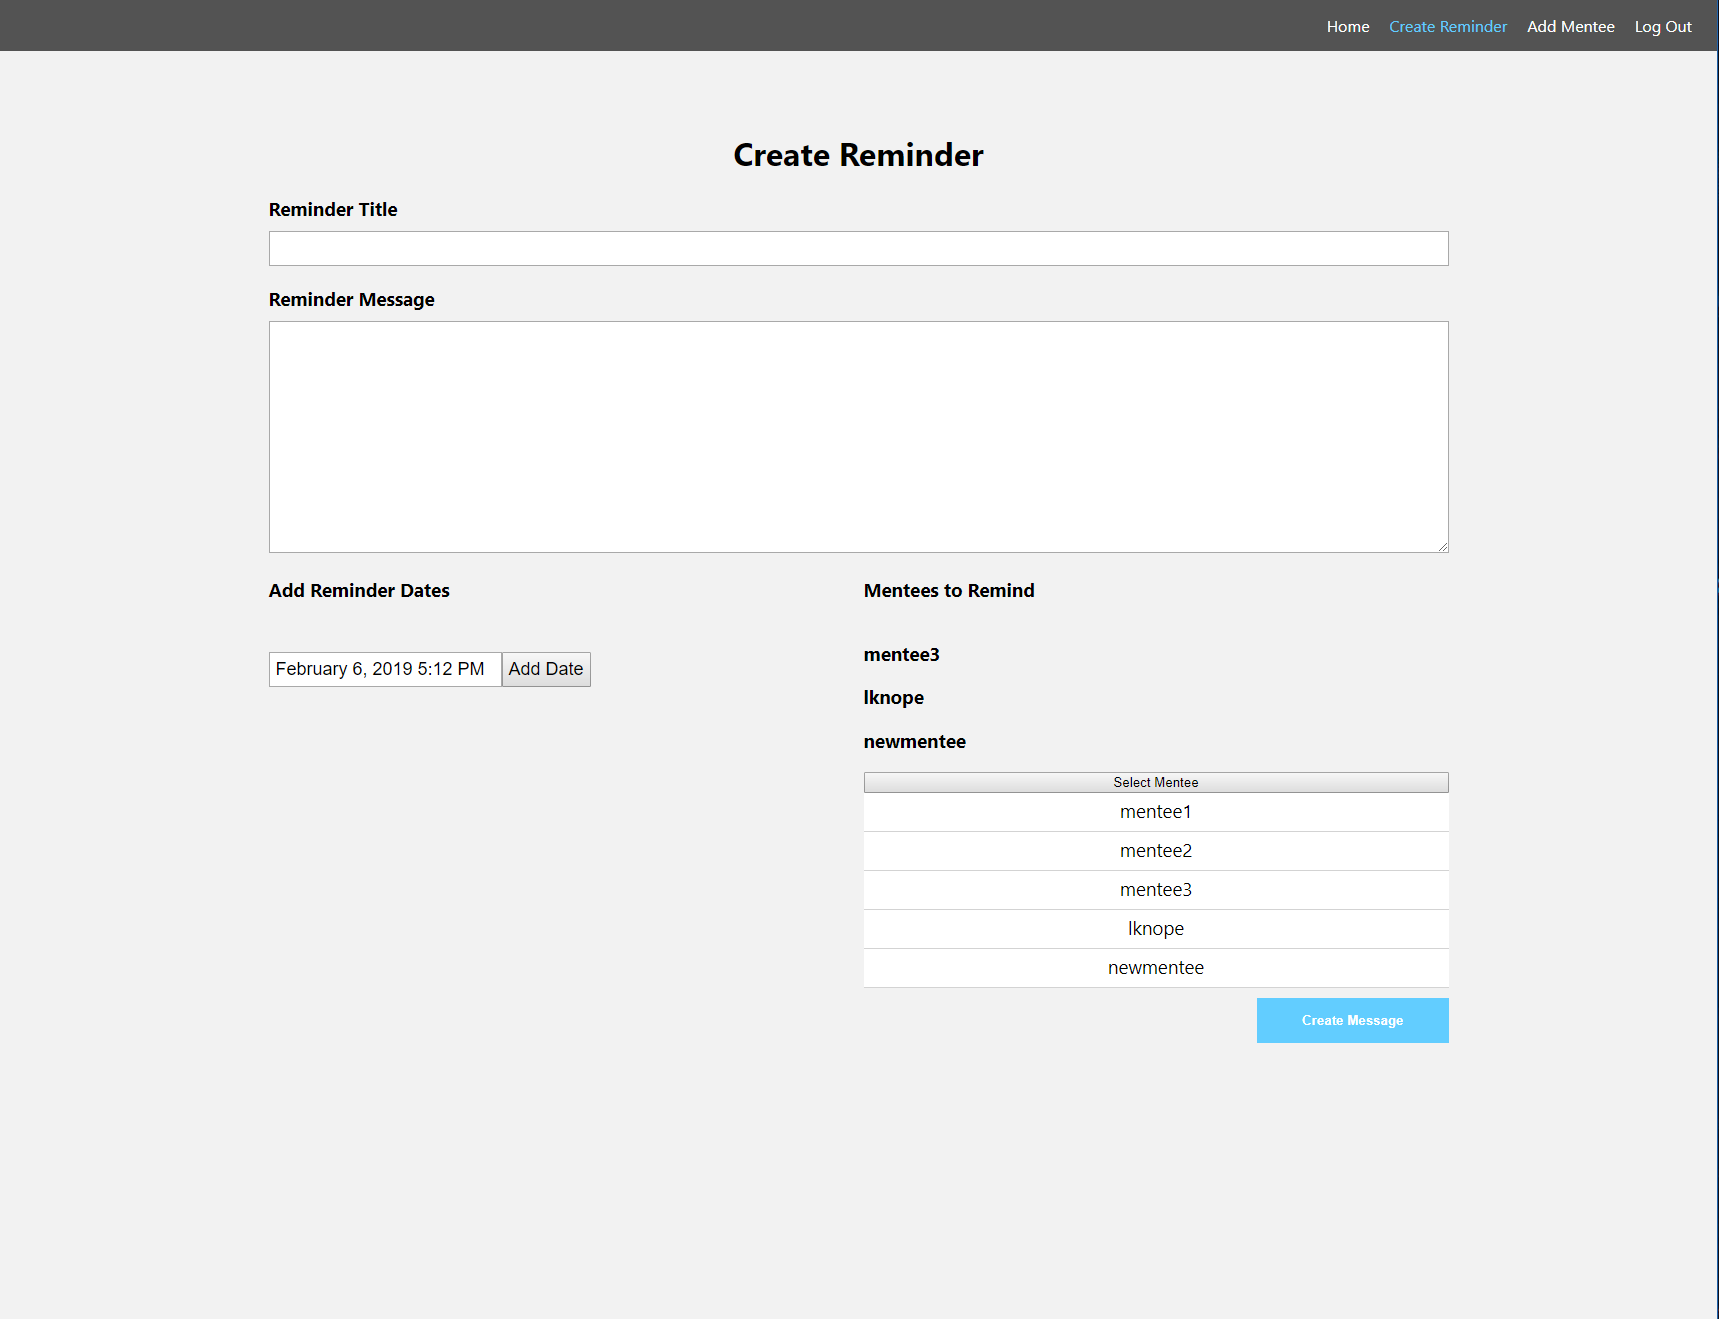 Home Create Reminder Add Mentee Log Out
Create Reminder
Reminder Title
Reminder Message
Add Reminder Dates
February 6, 2019 5:12 PM Add Date
Mentees to Remind
mentee3
lknope
newmentee
Select Mentee
mentee1
mentee2
mentee3
lknope
newmentee
Create Message